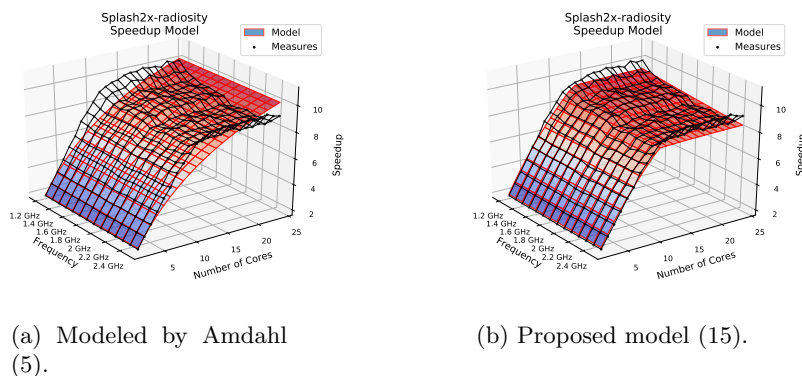 Splash2x-radiosity
Speedup Model
Model
Measures
10
8
6
4
2
Speedup
1.2 GHz
1.4 GHz
1.6 GHz
1.8 GHz
2 GHz
2.2 GHz
2.4 GHz
Frequency
5
10
15
20
25
Number of Cores
(a) Modeled by Amdahl
(5).
Splash2x-radiosity
Speedup Model
Model
Measures
10
8
6
4
2
Speedup
1.2 GHz
1.4 GHz
1.6 GHz
1.8 GHz
2 GHz
2.2 GHz
2.4 GHz
Frequency
5
10
15
20
25
Number of Cores
(b) Proposed model (15).